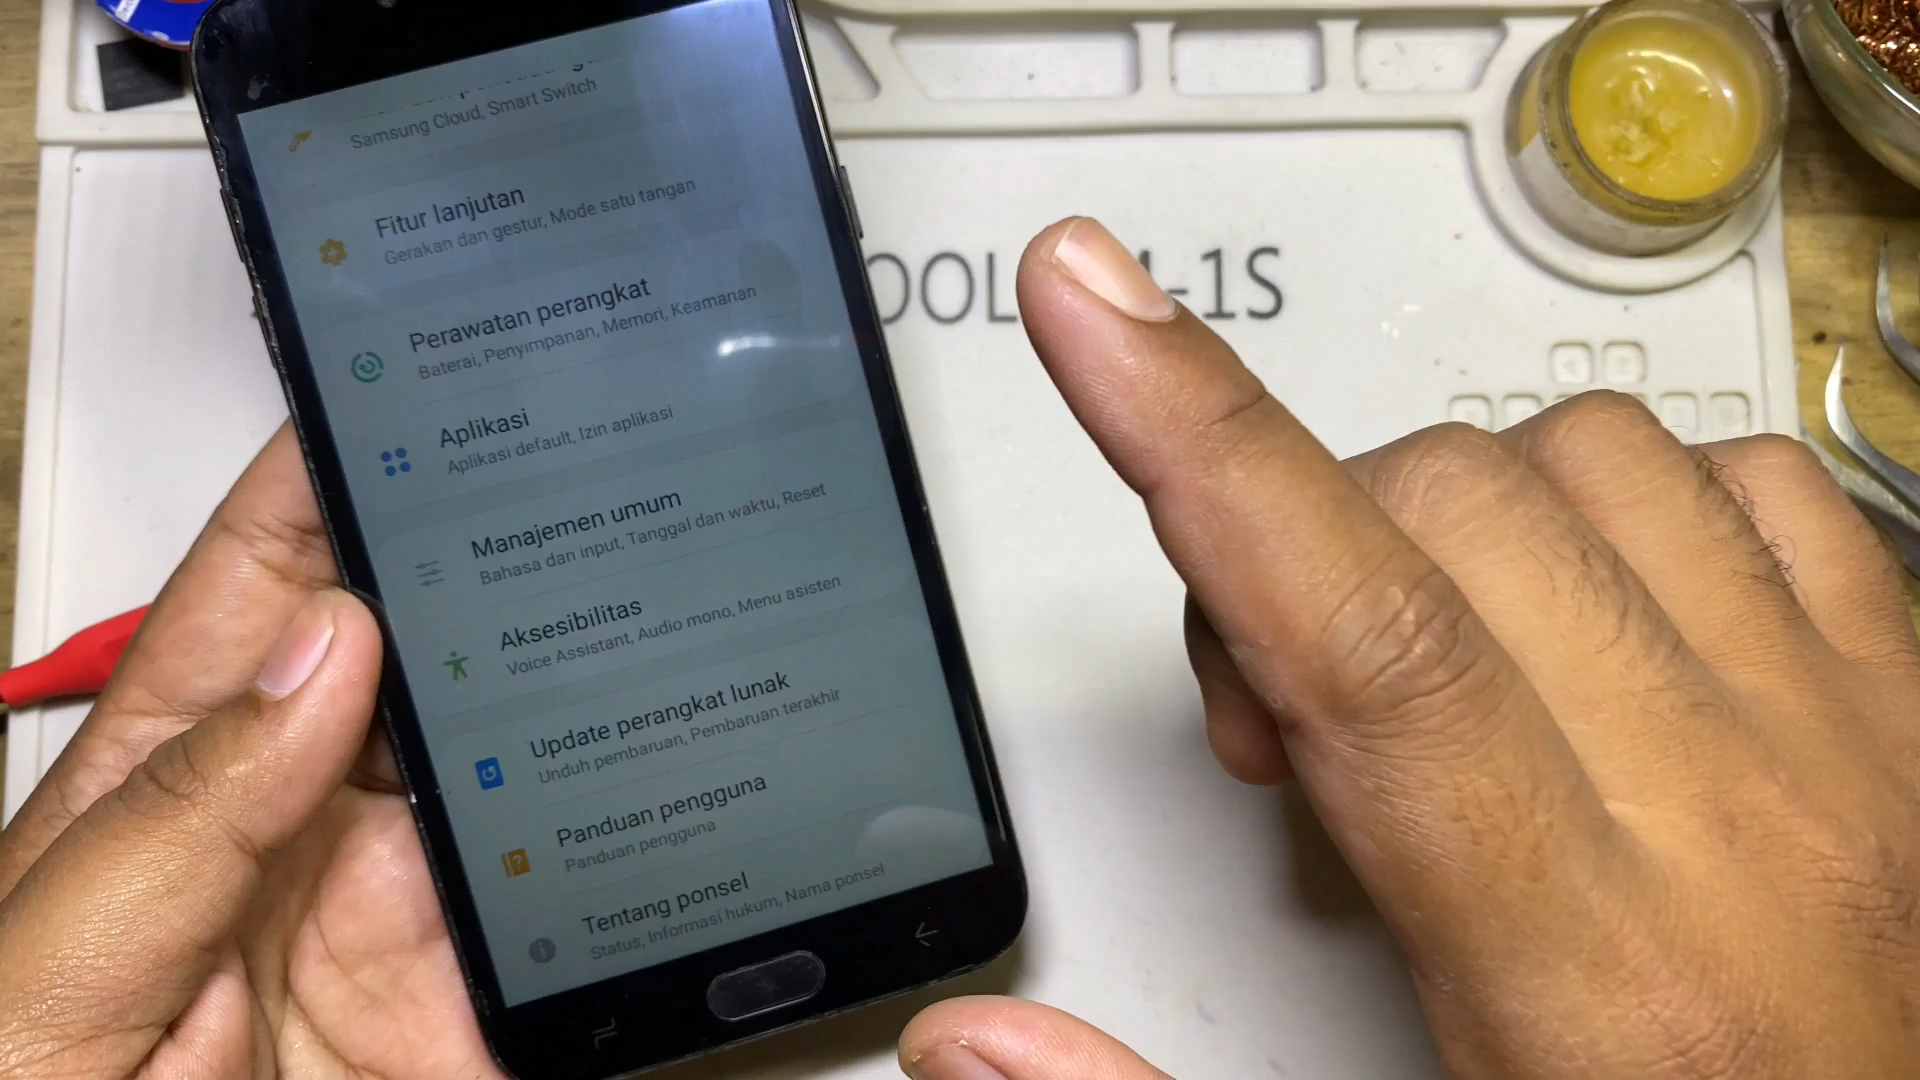 Samsung Cloud, Smart Switch
Fitur lanjutan
Gerakan dan gestur, Mode satu tangan
Perawatan perangkat
Baterai, Penyimpanan, Memori, Keamanan
Aplikasi
Aplikasi default, Izin aplikasi
Manajemen umum
Bahasa dan input, Tanggal dan waktu, Reset
Aksesibilitas
Voice Assistant, Audio mono, Menu asisten
Update perangkat lunak
Unduh pembaruan, Pembaruan terakhir
Panduan pengguna
Panduan pengguna
Tentang ponsel
Status, Informasi hukum, Nama ponsel
-1S